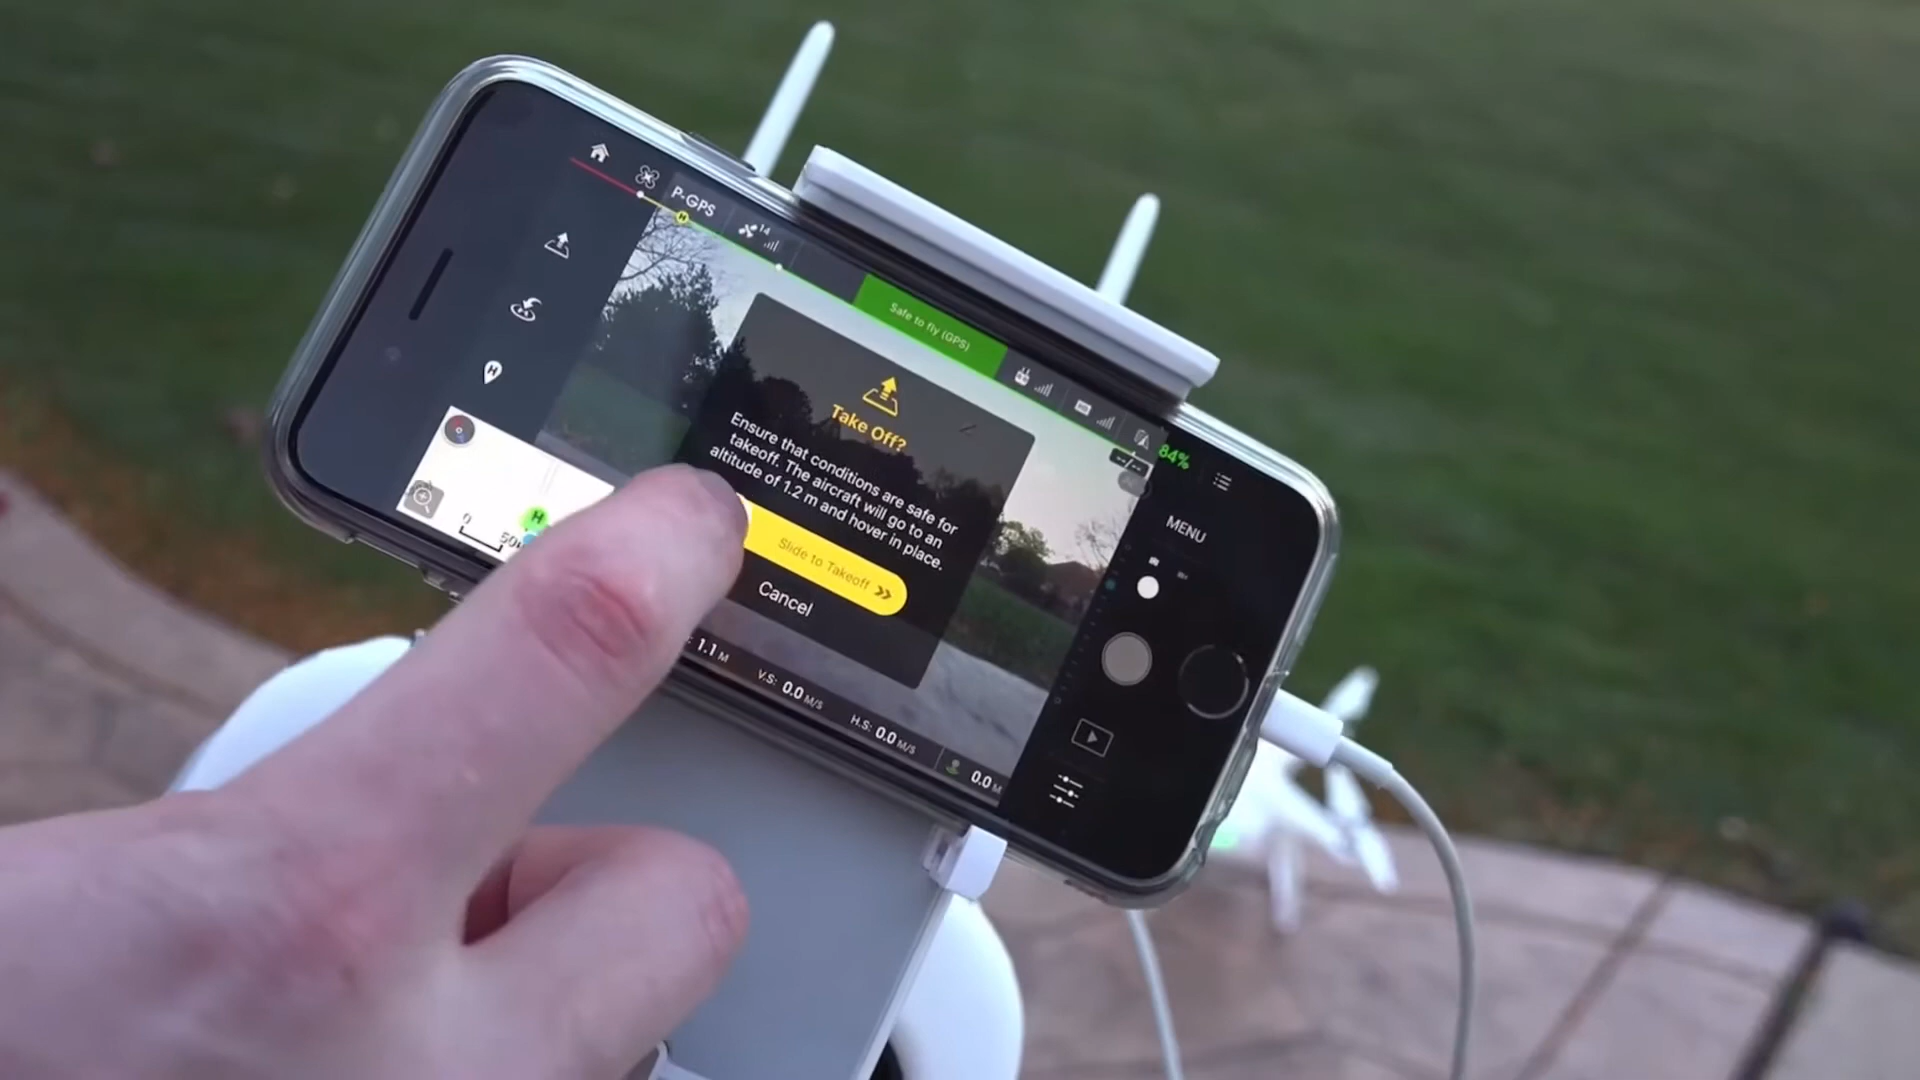 P-GPS
14
Safe to fly (GPS)
84%
--/--
MENU
Take Off?
Ensure that conditions are safe for
takeoff. The aircraft will go to an
altitude of 1.2 m and hover in place.
Slide to Takeoff
Cancel
H
H
H
0
: 1.1 M
V.S: 0.0 M/S
H.S: 0.0 M/S
0.0 M